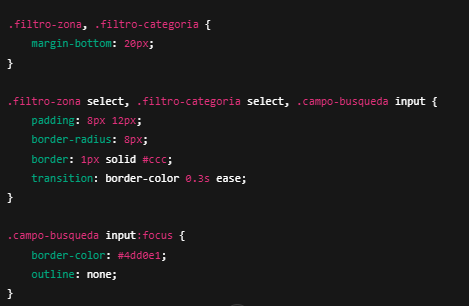 .filtro-zona, .filtro-categoria {
margin-bottom: 20px;
}
.filtro-zona select, .filtro-categoria select, .campo-busqueda input {
padding: 8px 12px;
border-radius: 8px;
border: 1px solid #ccc;
transition: border-color 0.3s ease;
}
.campo-busqueda input:focus {
border-color: #4dd0e1;
outline: none;
}